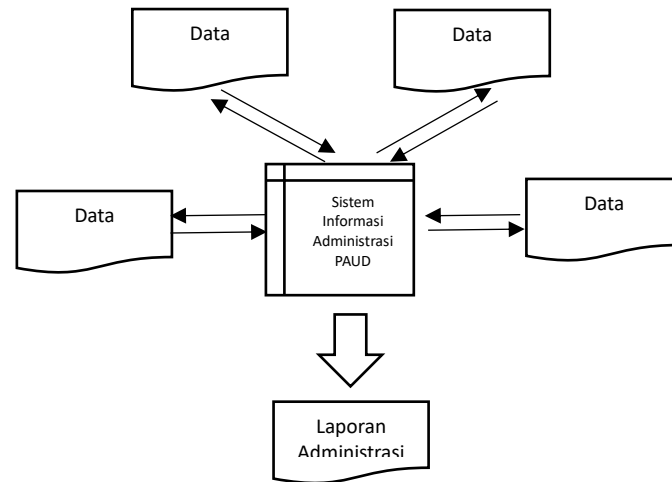 Data
Data
Data
Data
Sistem
Informasi
Administrasi
PAUD
Laporan
Administrasi